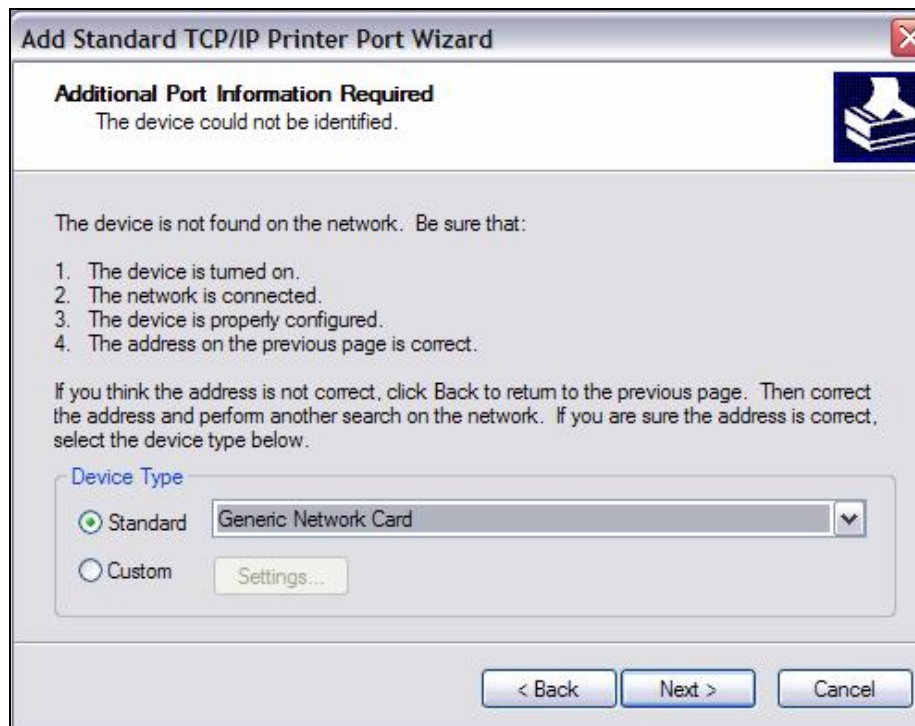 Add Standard TCP/IP Printer Port Wizard
Additional Port Information Required
The device could not be identified.
The device is not found on the network. Be sure that:
1. The device is turned on.
2. The network is connected.
3. The device is properly configured.
4. The address on the previous page is correct.
If you think the address is not correct, click Back to return to the previous page. Then correct
the address and perform another search on the network. If you are sure the address is correct,
select the device type below.
Device Type
Standard
Generic Network Card
Custom
Settings...
< Back
Next >
Cancel